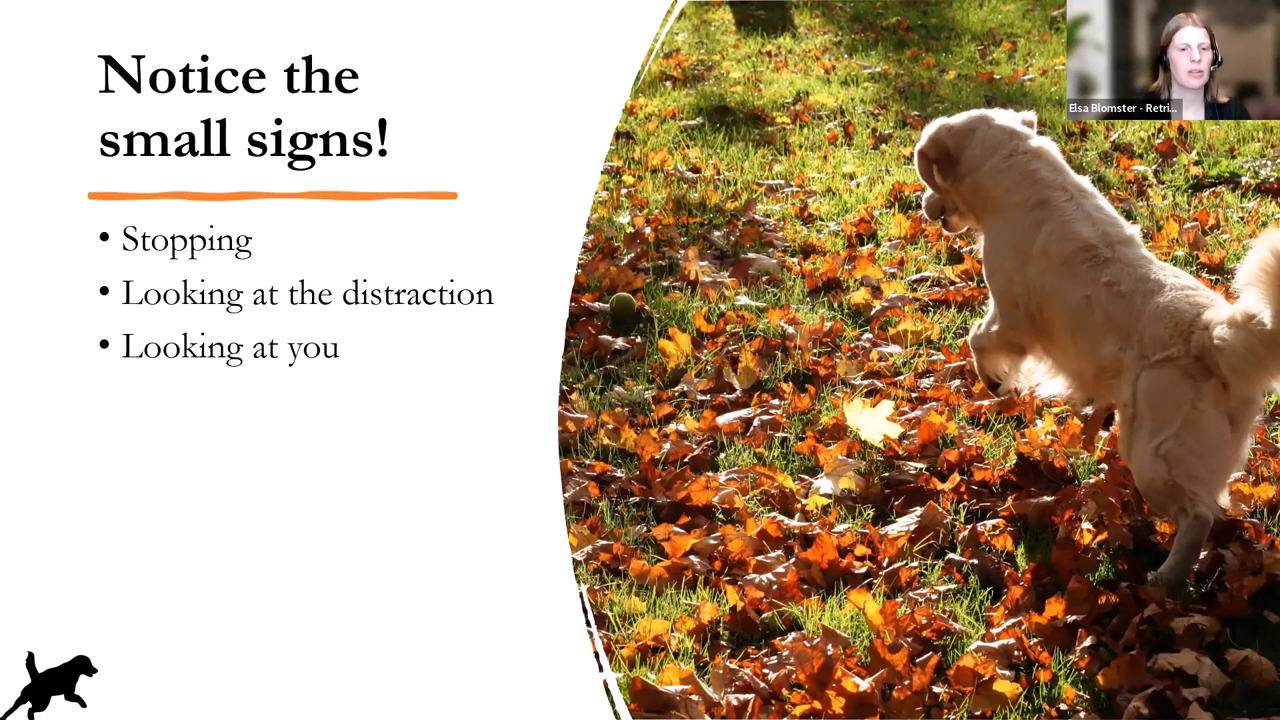 Notice the
small signs!
• Stopping
• Looking at the distraction
• Looking at you
Elsa Blomster - Retri...